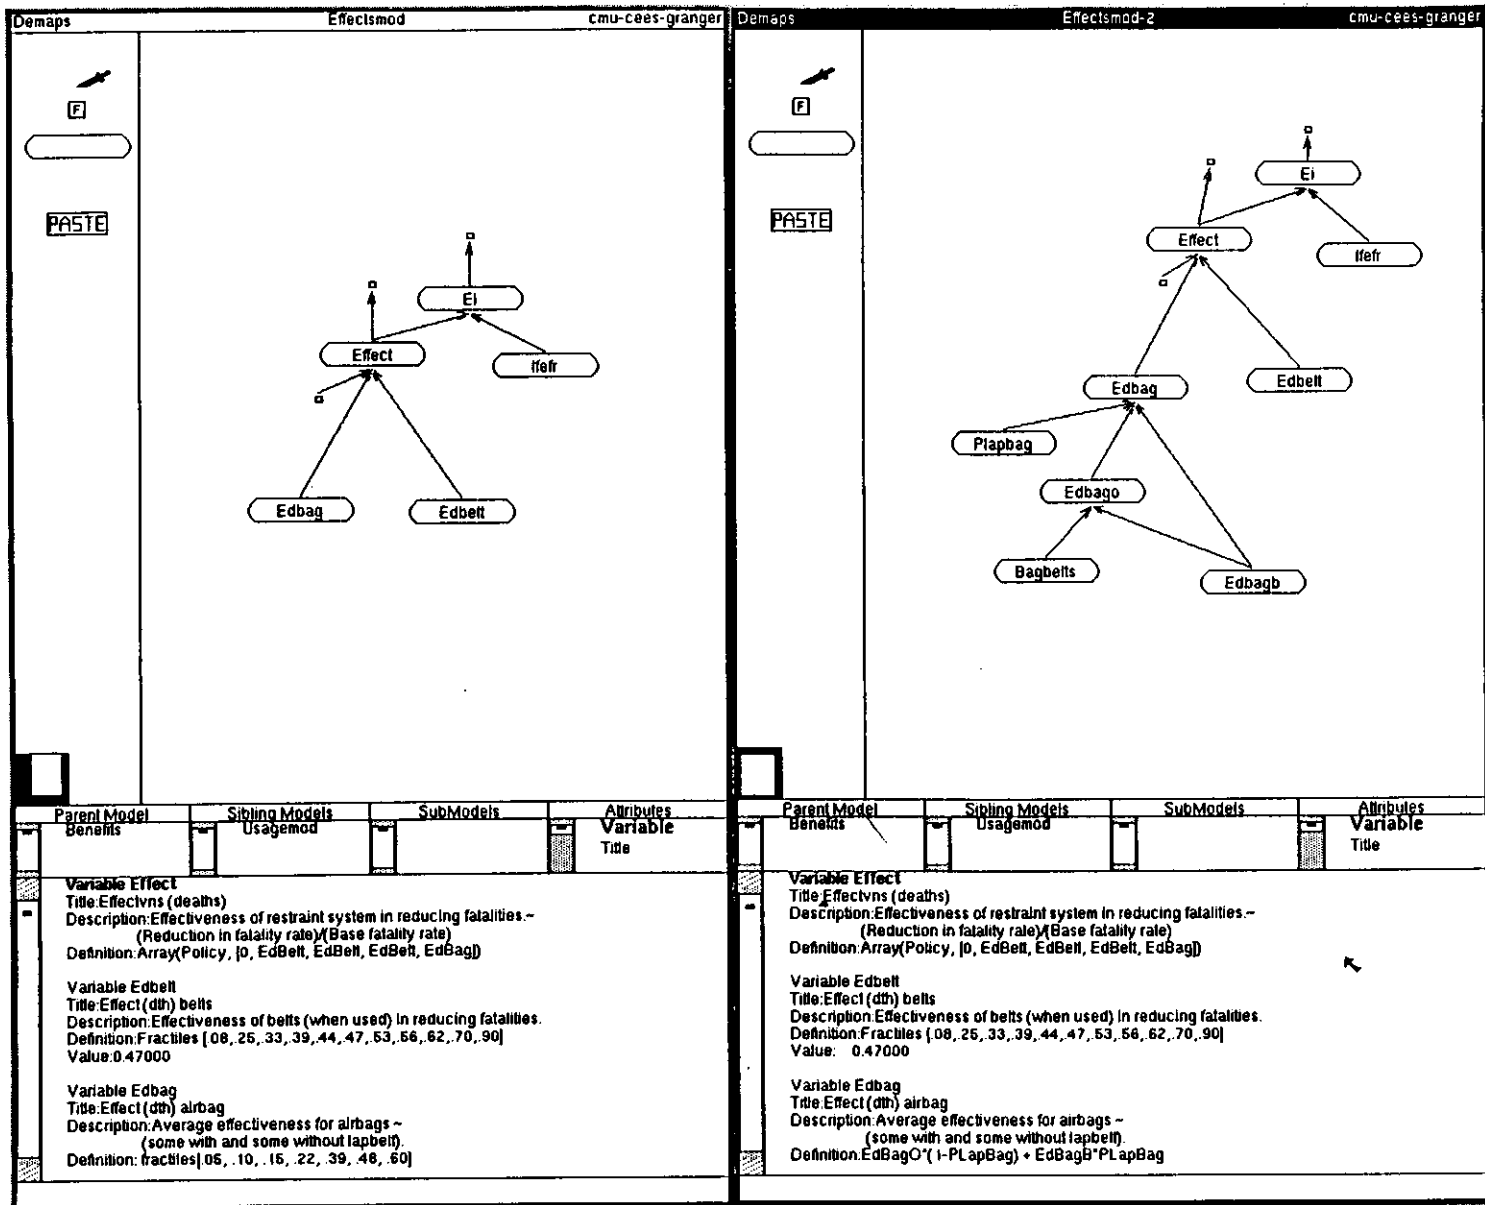 Demaps Effectsmod cmu-cees-granger
F
PASTE
Ei
Effect
Ifefr
Edbag
Edbelt
Parent Model Sibling Models SubModels Attributes
Benefits Usagemod Variable
Title
Variable Effect
Title:Effectvns (deaths)
Description:Effectiveness of restraint system in reducing fatalities.~
(Reduction in fatality rate)/(Base fatality rate)
Definition:Array(Policy, [0, EdBelt, EdBelt, EdBelt, EdBag])
Variable Edbelt
Title:Effect (dth) belts
Description:Effectiveness of belts (when used) in reducing fatalities.
Definition:Fractiles [.08,.25,.33,.39,.44,.47,.53,.56,.62,.70,.90]
Value:0.47000
Variable Edbag
Title:Effect (dth) airbag
Description:Average effectiveness for airbags ~
(some with and some without lapbelt).
Definition: fractiles[.05, .10, .15, .22, .39, .48, .60]
Demaps Effectsmod-2 cmu-cees-granger
F
PASTE
Ei
Effect
Ifefr
Edbag
Edbelt
Plapbag
Edbago
Bagbelts
Edbagb
Parent Model Sibling Models SubModels Attributes
Benefits Usagemod Variable
Title
Variable Effect
Title:Effectvns (deaths)
Description:Effectiveness of restraint system in reducing fatalities.~
(Reduction in fatality rate)/(Base fatality rate)
Definition:Array(Policy, [0, EdBelt, EdBelt, EdBelt, EdBag])
Variable Edbelt
Title:Effect (dth) belts
Description:Effectiveness of belts (when used) in reducing fatalities.
Definition:Fractiles [.08,.25,.33,.39,.44,.47,.53,.56,.62,.70,.90]
Value: 0.47000
Variable Edbag
Title:Effect (dth) airbag
Description:Average effectiveness for airbags ~
(some with and some without lapbelt).
Definition:EdBagO*(1-PLapBag) + EdBagB*PLapBag